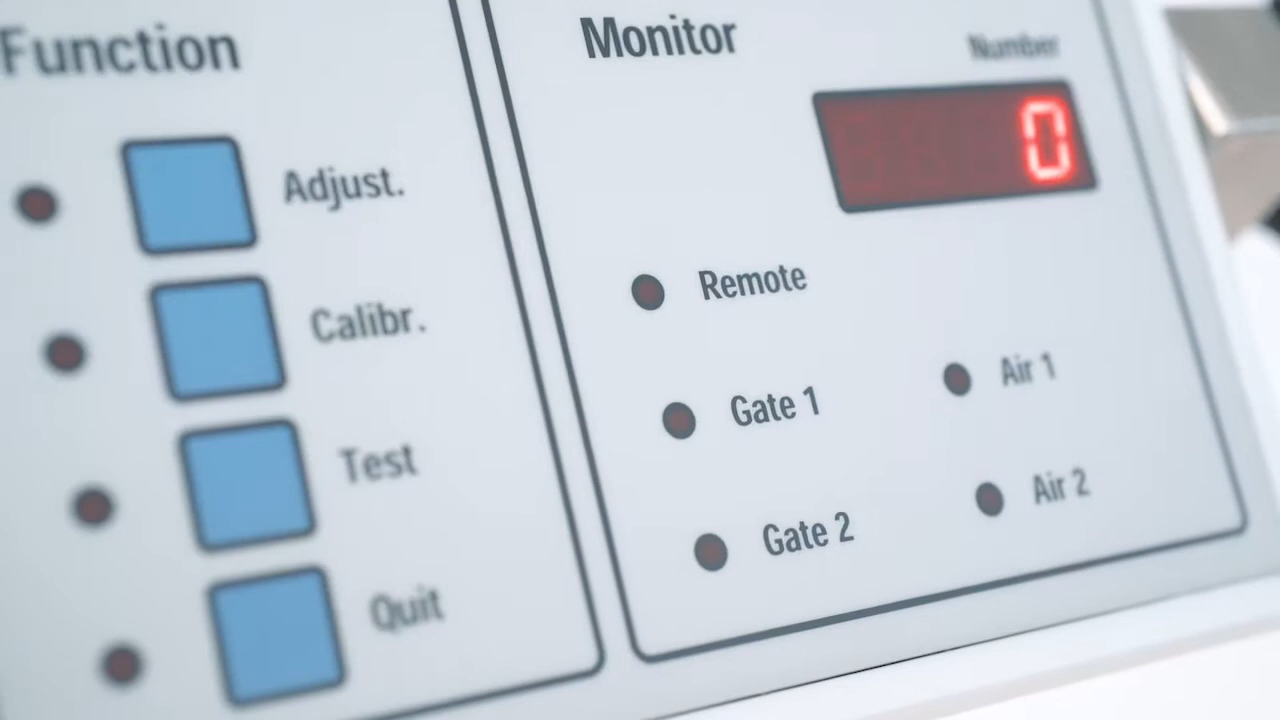 Function
Adjust.
Calibr.
Test
Quit
Monitor
Number
0
Remote
Gate 1
Air 1
Gate 2
Air 2